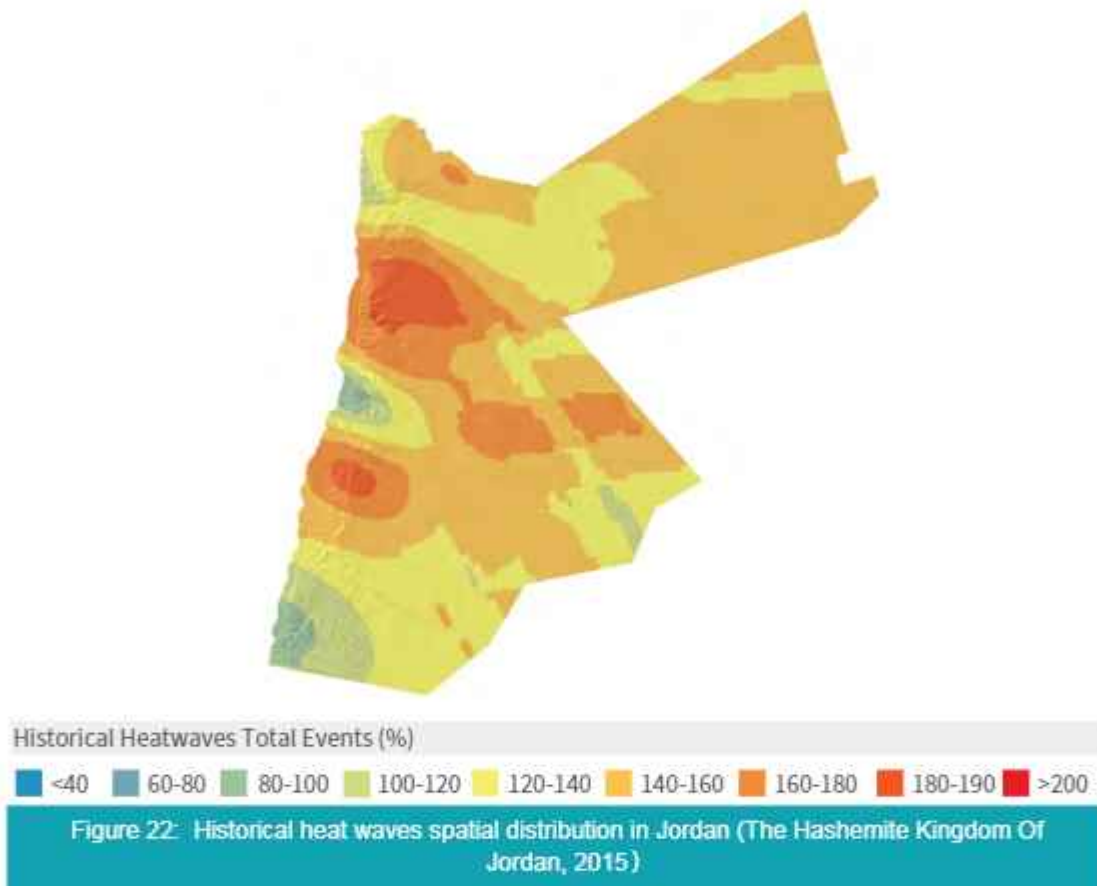 Historical Heatwaves Total Events (%)
<40 60-80 80-100 100-120 120-140 140-160 160-180 180-190 >200
Figure 22: Historical heat waves spatial distribution in Jordan (The Hashemite Kingdom Of
Jordan, 2015)